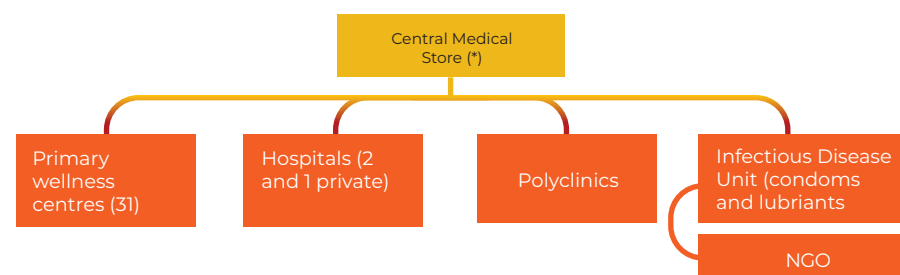 Central Medical
Store (*)
Primary
wellness
centres (31)
Hospitals (2
and 1 private)
Polyclinics
Infectious Disease
Unit (condoms
and lubriants
NGO